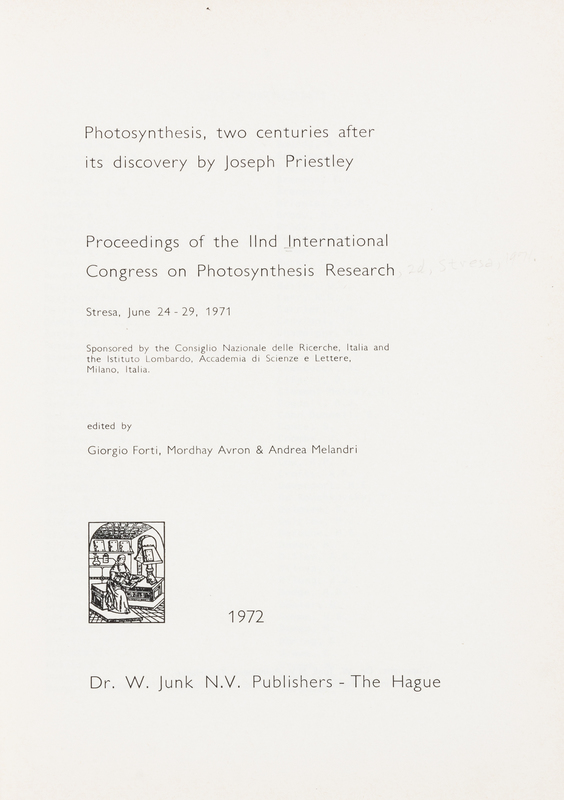 Photosynthesis, two centuries after
its discovery by Joseph Priestley
Proceedings of the IInd International
Congress on Photosynthesis Research
Stresa, June 24 - 29, 1971
Sponsored by the Consiglio Nazionale delle Ricerche, Italia and
the Istituto Lombardo, Accademia di Scienze e Lettere,
Milano, Italia.
edited by
Giorgio Forti, Mordhay Avron & Andrea Melandri
1972
Dr. W. Junk N.V. Publishers - The Hague